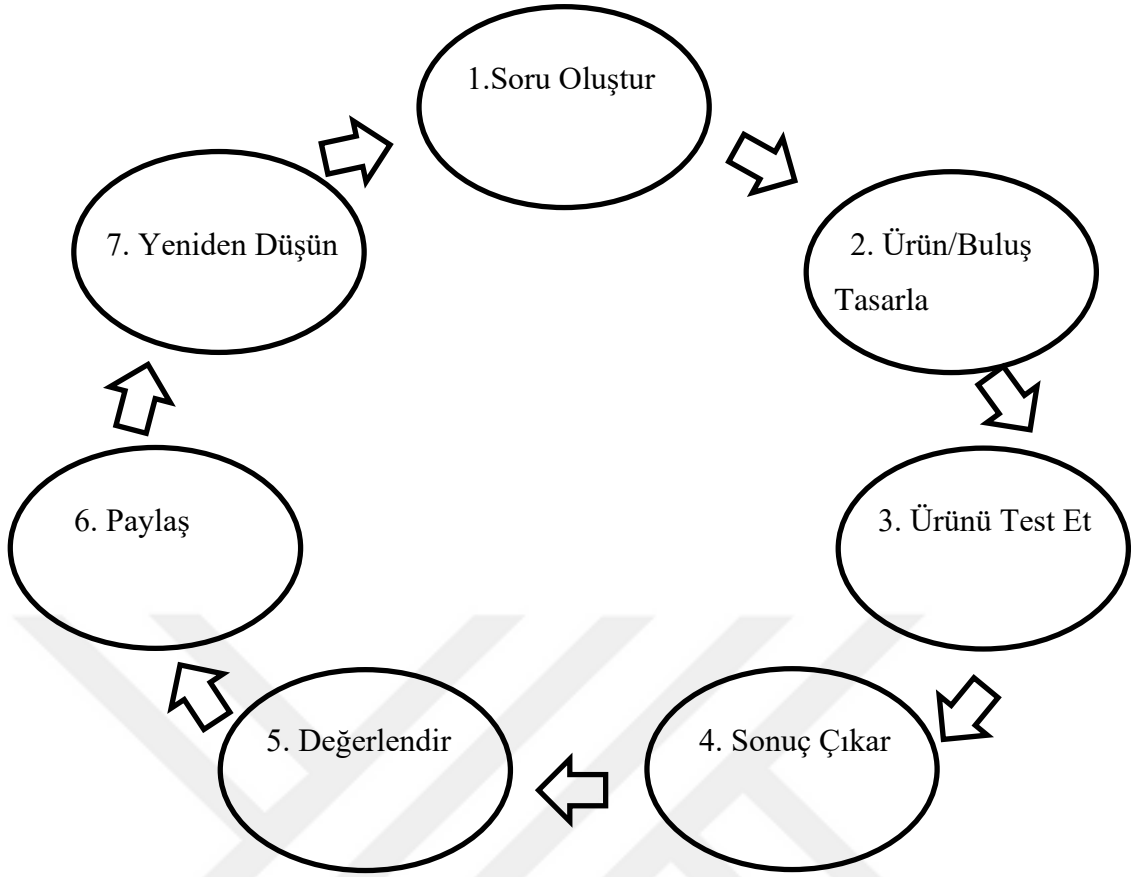 1.Soru Oluştur
2. Ürün/Buluş
Tasarla
3. Ürünü Test Et
4. Sonuç Çıkar
5. Değerlendir
6. Paylaş
7. Yeniden Düşün